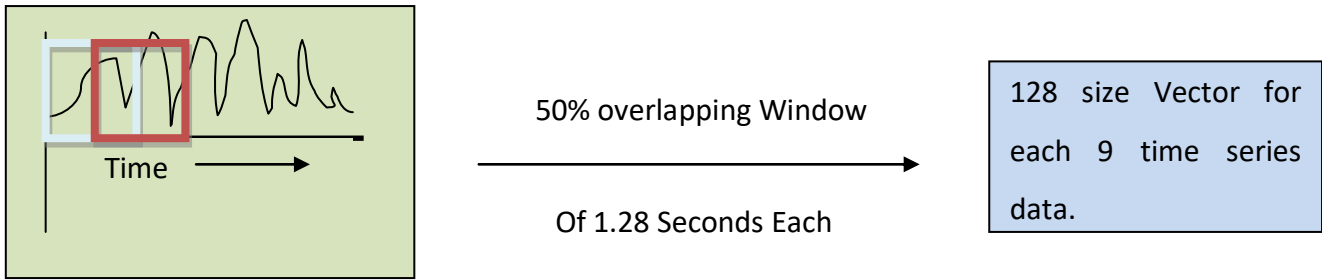 Time
50% overlapping Window
Of 1.28 Seconds Each
128 size Vector for
each 9 time series
data.